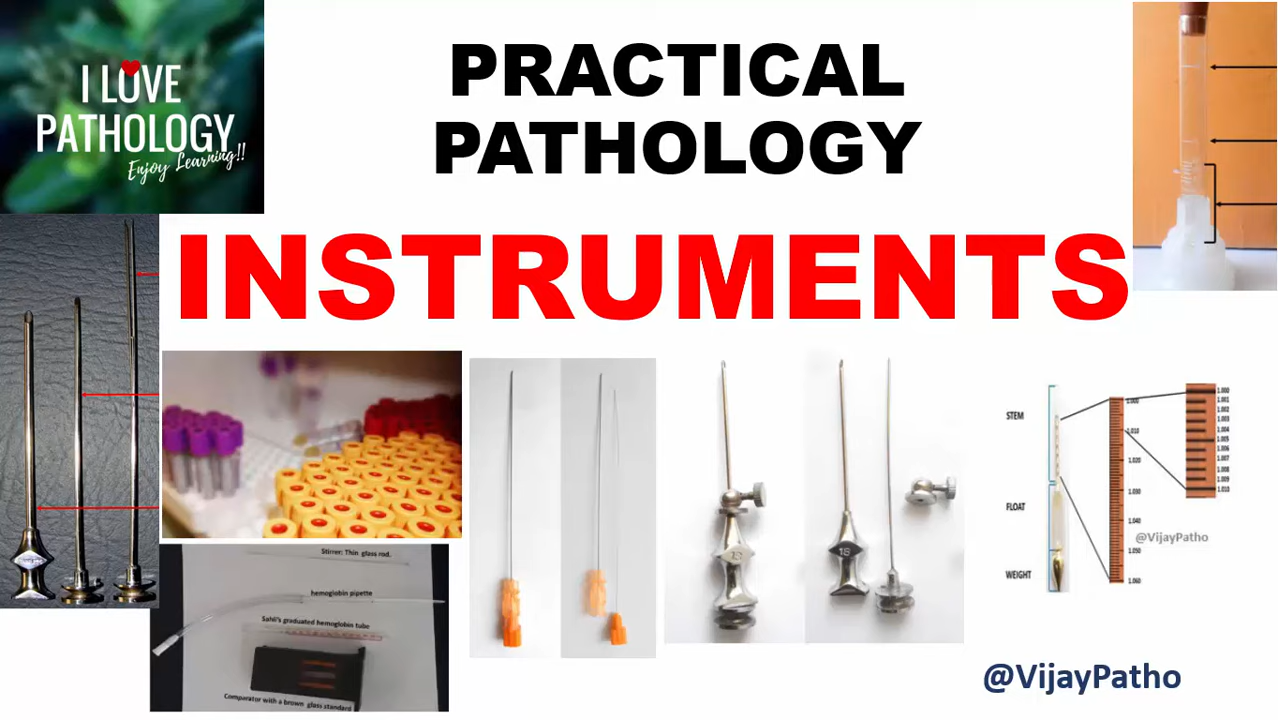 I LOVE
PATHOLOGY
Enjoy Learning!!
PRACTICAL
PATHOLOGY
INSTRUMENTS
Stirrer: Thin glass rod.
hemoglobin pipette
Sahli's graduated hemoglobin tube
Comparator with a brown glass standard
18
STEM
FLOAT
WEIGHT
1.000
1.010
1.020
1.030
1.040
1.050
1.060
1.000
1.001
1.002
1.003
1.004
1.005
1.006
1.007
1.008
1.009
1.010
@VijayPatho
@VijayPatho